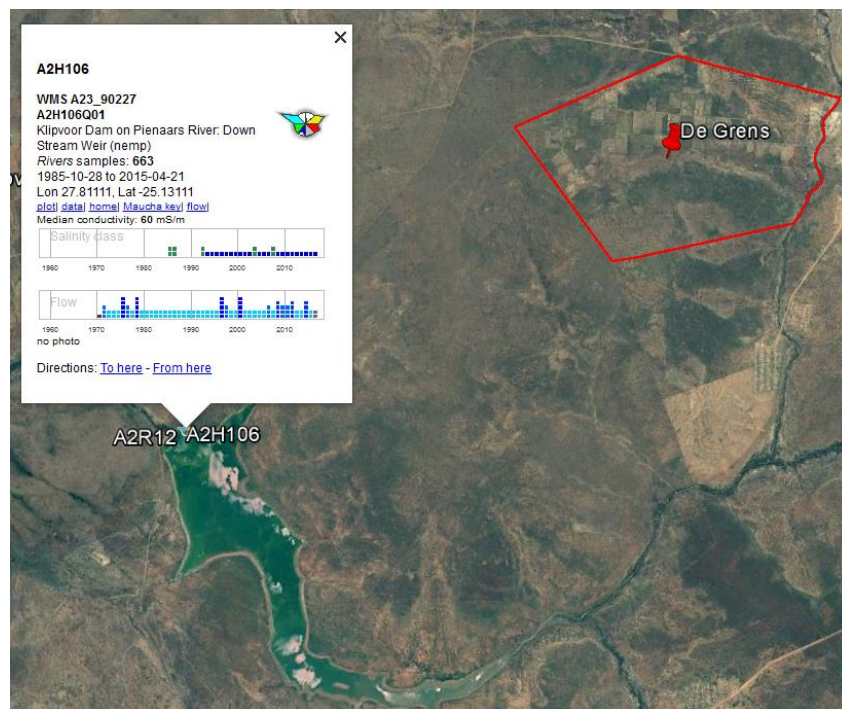 A2H106
WMS A23_90227
A2H106Q01
Klipvoor Dam on Pienaars River: Down
Stream Weir (nemp)
Rivers samples: 663
1985-10-28 to 2015-04-21
Lon 27.81111, Lat -25.13111
plot| data| home| Maucha key| flow|
Median conductivity: 60 mS/m
Salinity class
1960 1970 1980 1990 2000 2010
Flow
1960 1970 1980 1990 2000 2010
no photo
Directions: To here - From here
De Grens
A2R12 A2H106